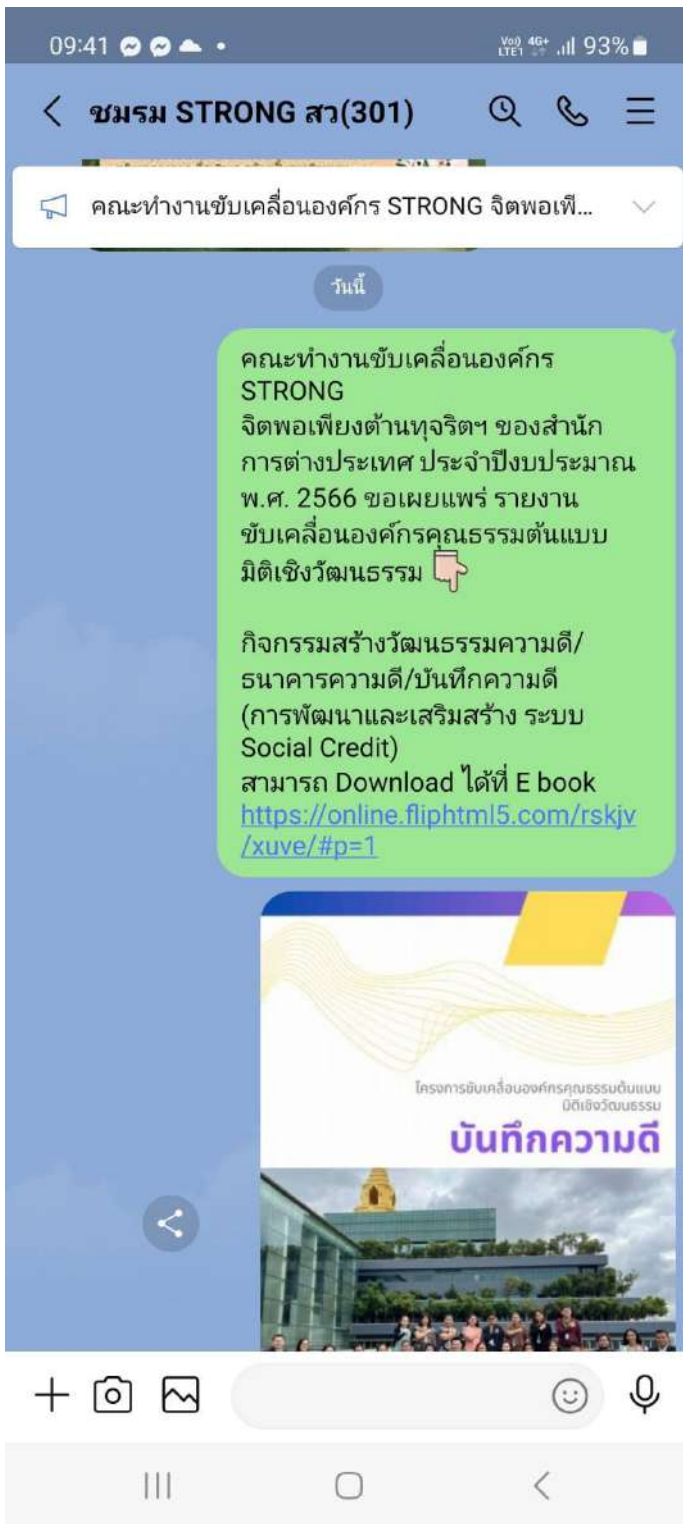 09:41
Vo)) LTE1 4G+ 93%
ชมรม STRONG สว(301)
คณะทำงานขับเคลื่อนองค์กร STRONG จิตพอเพี...
วันนี้
คณะทำงานขับเคลื่อนองค์กร
STRONG
จิตพอเพียงต้านทุจริตฯ ของสำนัก
การต่างประเทศ ประจำปีงบประมาณ
พ.ศ. 2566 ขอเผยแพร่ รายงาน
ขับเคลื่อนองค์กรคุณธรรมต้นแบบ
มิติเชิงวัฒนธรรม 👇
กิจกรรมสร้างวัฒนธรรมความดี/
ธนาคารความดี/บันทึกความดี
(การพัฒนาและเสริมสร้าง ระบบ
Social Credit)
สามารถ Download ได้ที่ E book
https://online.fliphtml5.com/rskjv
/xuve/#p=1
โครงการขับเคลื่อนองค์กรคุณธรรมต้นแบบ
มิติเชิงวัฒนธรรม
บันทึกความดี